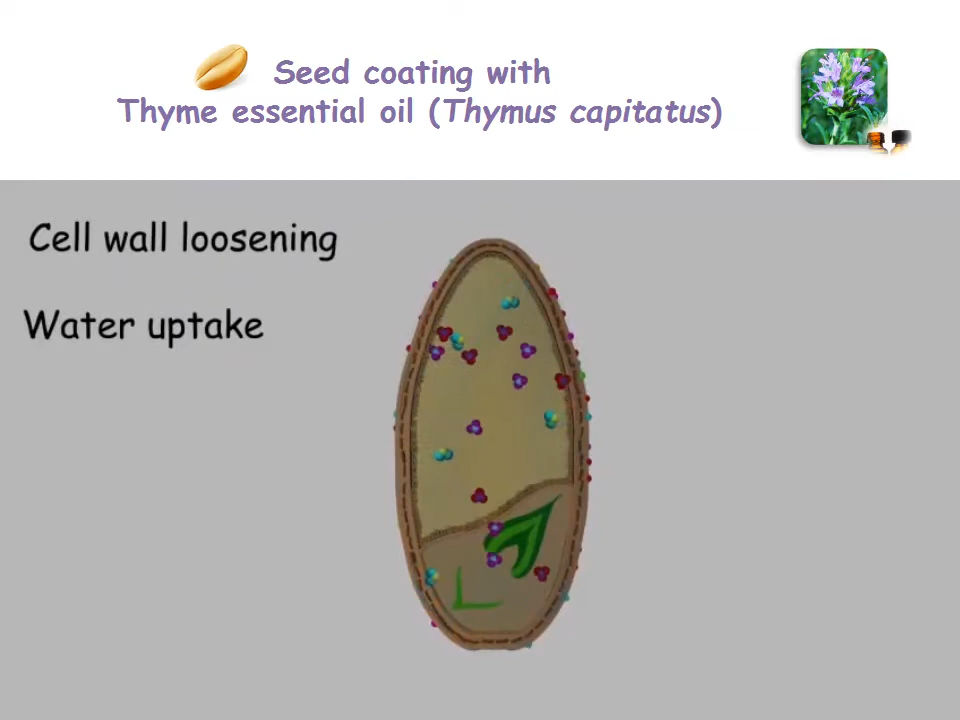 Seed coating with
Thyme essential oil (Thymus capitatus)
Cell wall loosening
Water uptake